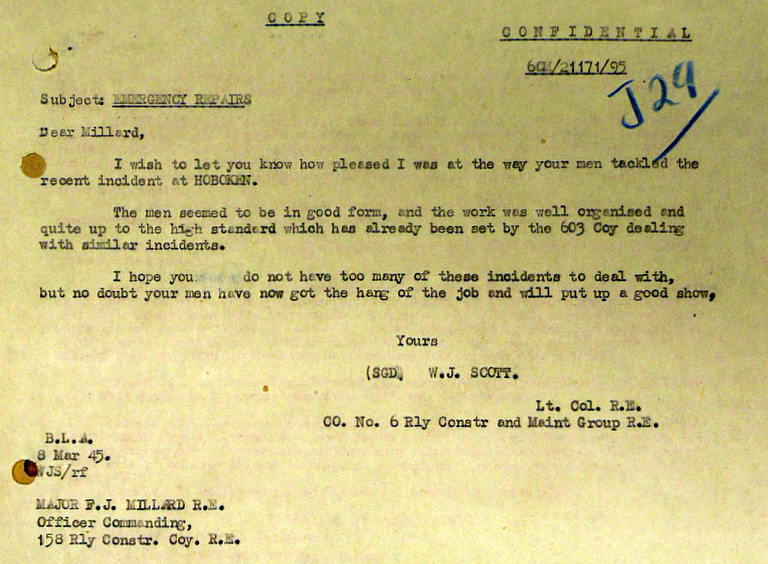 COPY
CONFIDENTIAL
6CM/21171/95
J29
Subject: EMERGENCY REPAIRS
Dear Millard,
I wish to let you know how pleased I was at the way your men tackled the
recent incident at HOBOKEN.
The men seemed to be in good form, and the work was well organised and
quite up to the high standard which has already been set by the 603 Coy dealing
with similar incidents.
I hope you do not have too many of these incidents to deal with,
but no doubt your men have now got the hang of the job and will put up a good show,
Yours
(SGD) W.J. SCOTT.
Lt. Col. R.E.
CO. No. 6 Rly Constr and Maint Group R.E.
B.L.A.
8 Mar 45.
WJS/rf
MAJOR F.J. MILLARD R.E.
Officer Commanding,
158 Rly Constr. Coy. R.E.